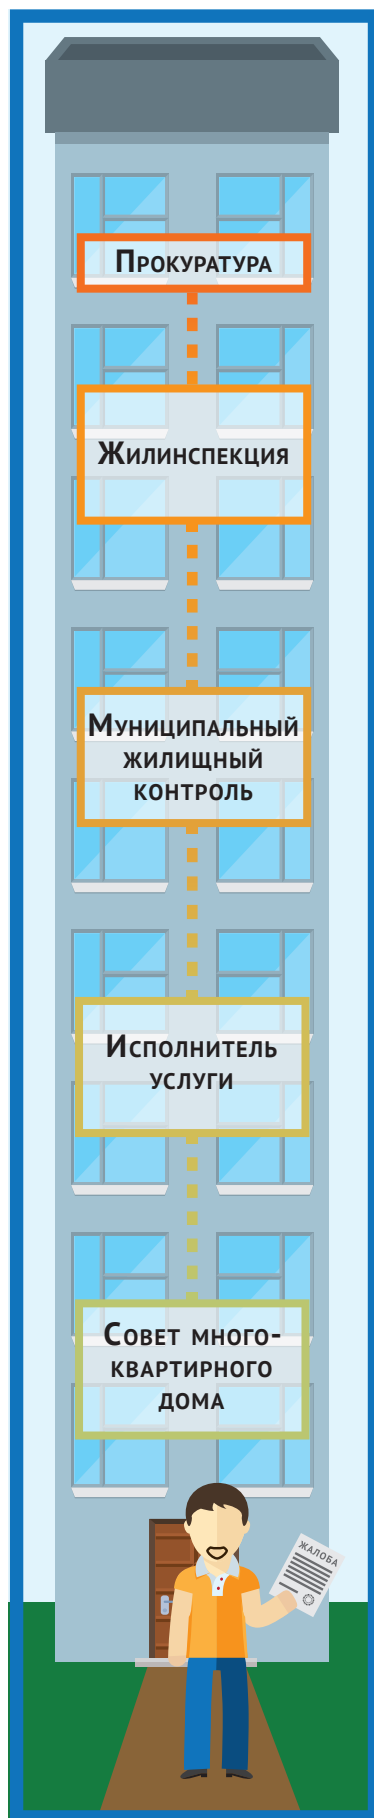 Прокуратура
Жилинспекция
Муниципальный
жилищный
контроль
Исполнитель
услуги
Совет много-
квартирного
дома
ЖАЛОБА